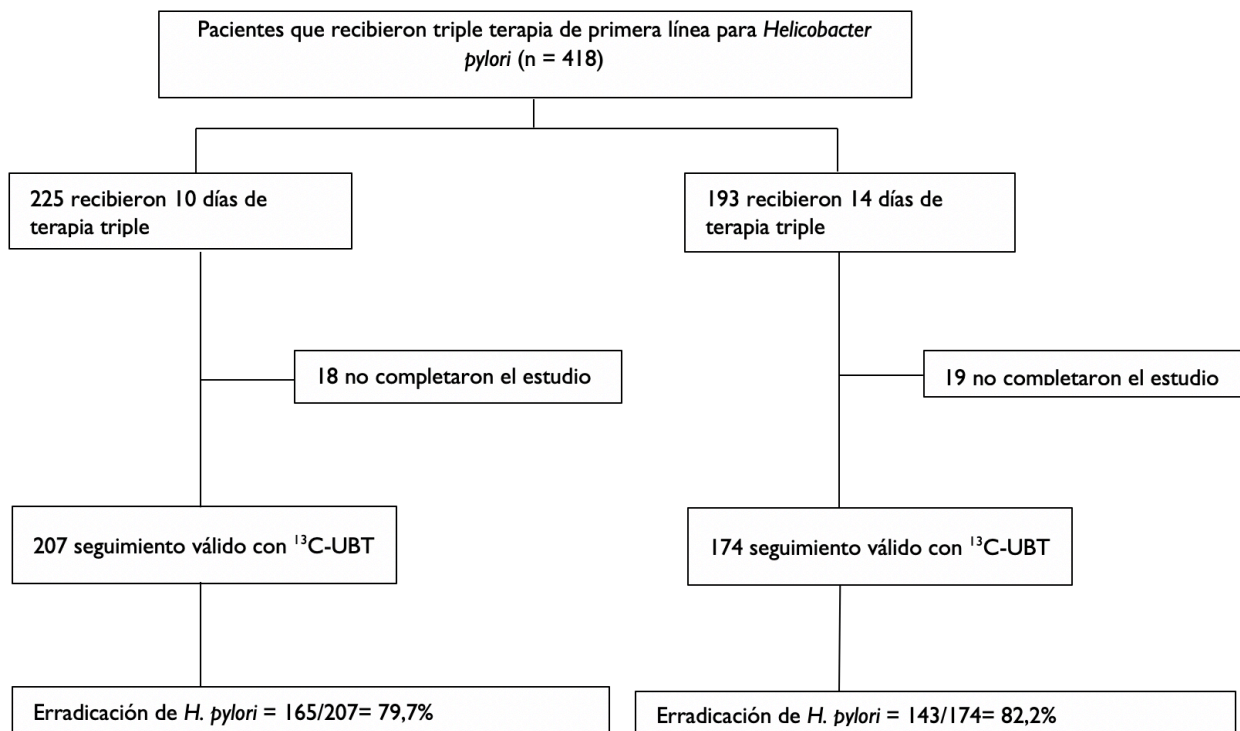 Pacientes que recibieron triple terapia de primera línea para Helicobacter
pylori (n = 418)
225 recibieron 10 días de
terapia triple
193 recibieron 14 días de
terapia triple
18 no completaron el estudio
19 no completaron el estudio
207 seguimiento válido con ¹³C-UBT
174 seguimiento válido con ¹³C-UBT
Erradicación de H. pylori = 165/207= 79,7%
Erradicación de H. pylori = 143/174= 82,2%